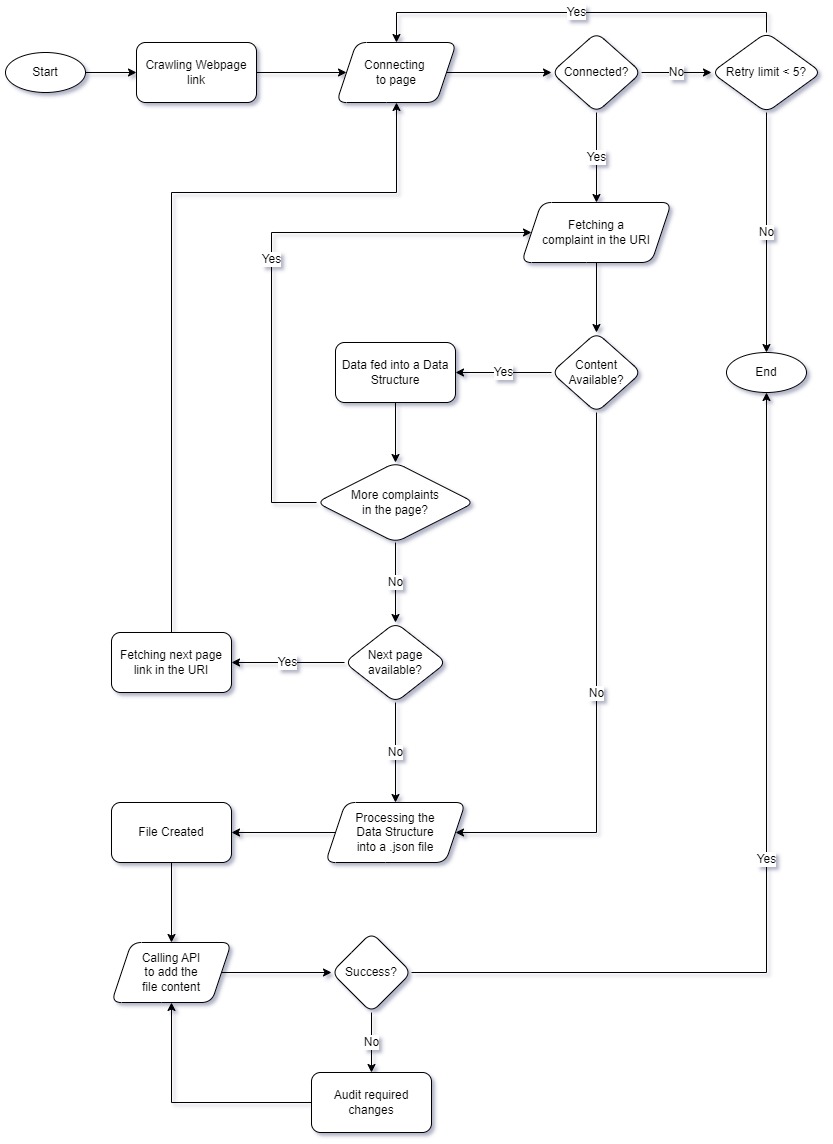 Yes
Start
Crawling Webpage
link
Connecting
to page
Connected?
No
Retry limit < 5?
Yes
Fetching a
complaint in the URI
No
Yes
Data fed into a Data
Structure
Yes
Content
Available?
End
More complaints
in the page?
No
Fetching next page
link in the URI
Yes
Next page
available?
No
No
File Created
Processing the
Data Structure
into a .json file
Yes
Calling API
to add the
file content
Success?
No
Audit required
changes